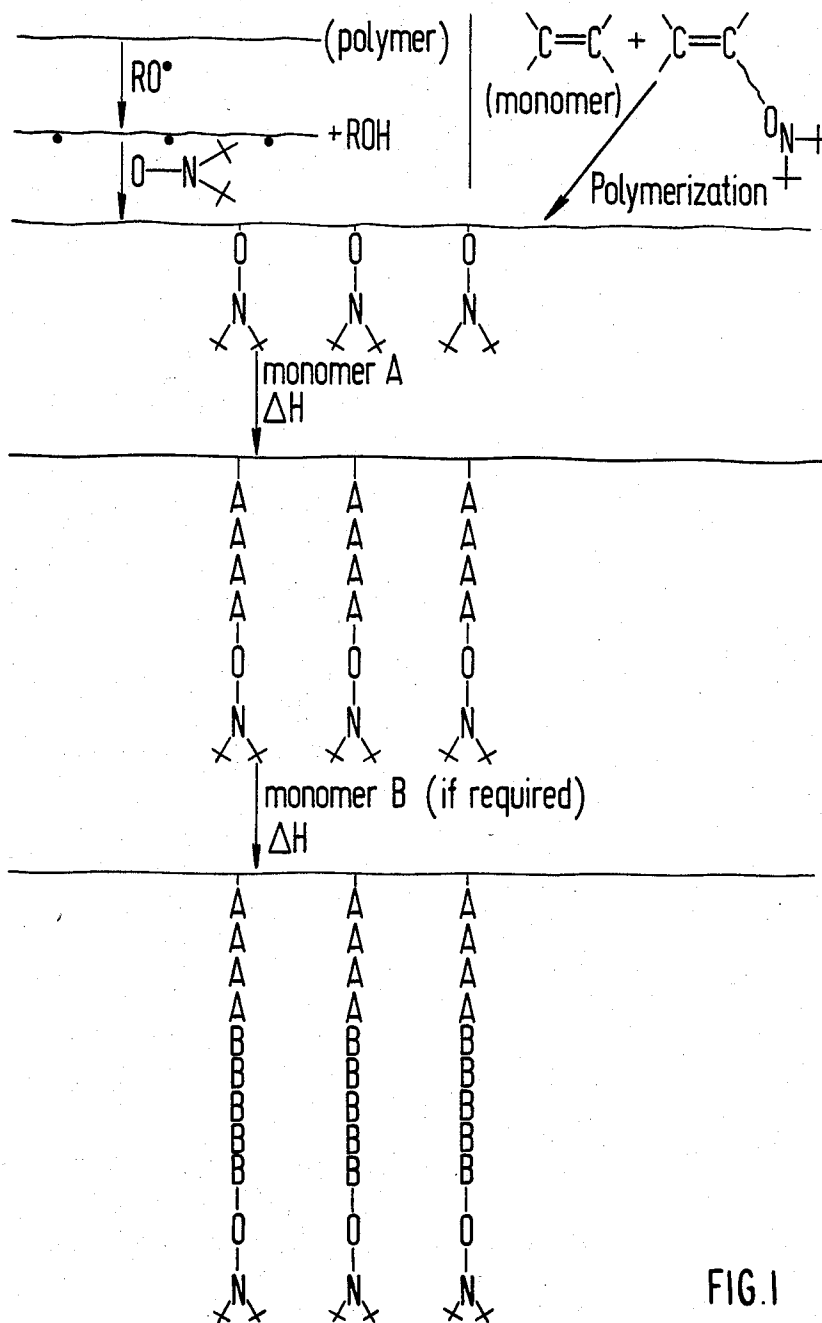 (polymer)
RO•
+ROH
O—N
C=C + C=C
(monomer)
O
N
Polymerization
O O O
N N N
monomer A
ΔH
A A A
A A A
A A A
A A A
O O O
N N N
monomer B (if required)
ΔH
A A A
A A A
A A A
A A A
B B B
B B B
B B B
B B B
B B B
O O O
N N N
FIG.1